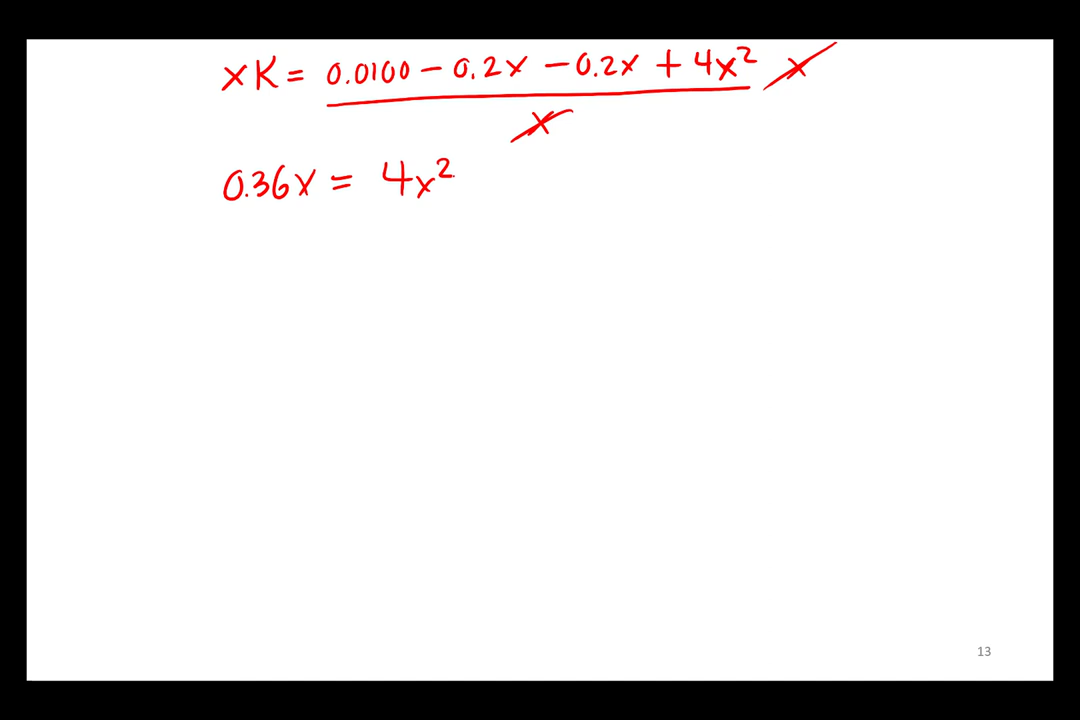 xK = 0.0100 - 0.2x - 0.2x + 4x² x
x
0.36x = 4x²
13